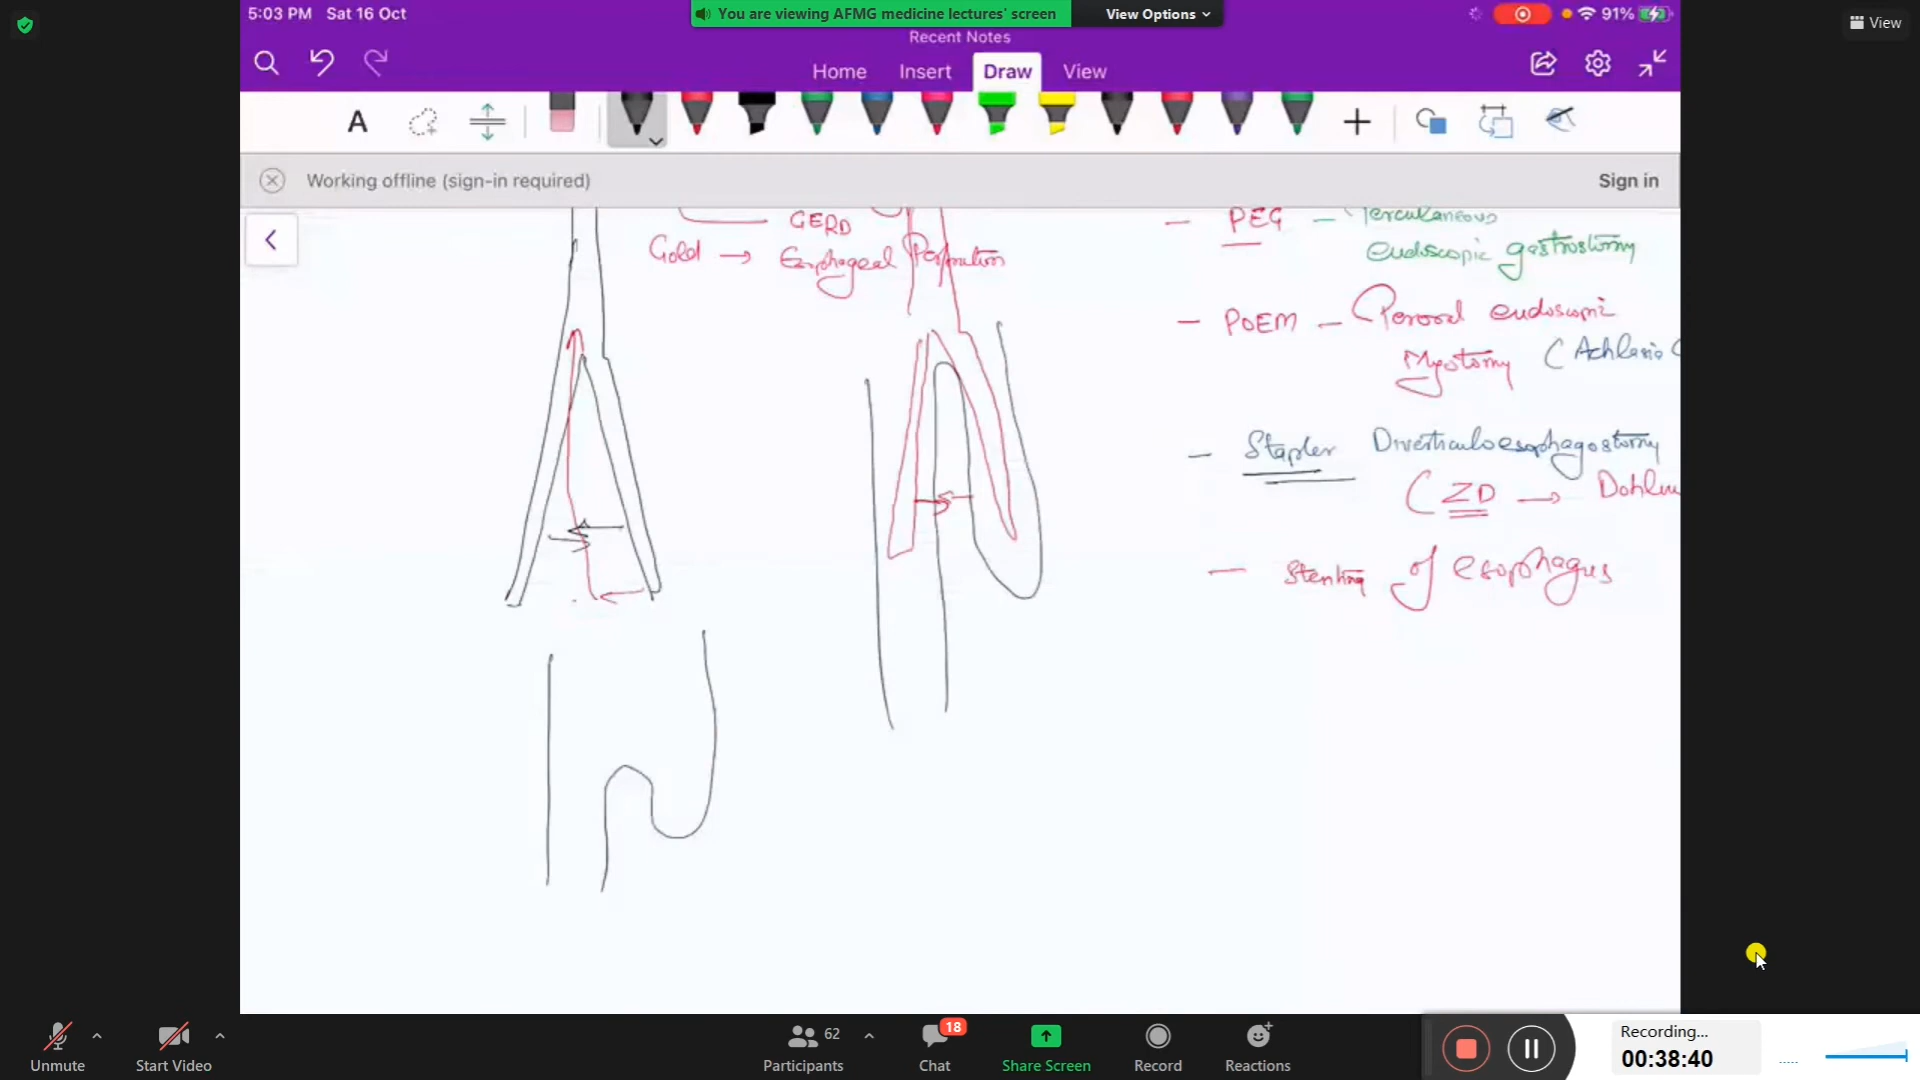 5:03 PM Sat 16 Oct
You are viewing AFMG medicine lectures' screen
View Options
91%
View
Recent Notes
Home Insert Draw View
A
Working offline (sign-in required)
Sign in
GERD
Gold → Esophageal Perforation
— PEG — Percutaneous
endoscopic gastrostomy
— POEM — Peroral endoscopic
Myotomy (Achlasia C
— Stapler Diverticuloesophagostomy
( ZD → Dohlm
— Stenting of esophagus
Unmute
Start Video
62
Participants
18
Chat
Share Screen
Record
Reactions
Recording...
00:38:40